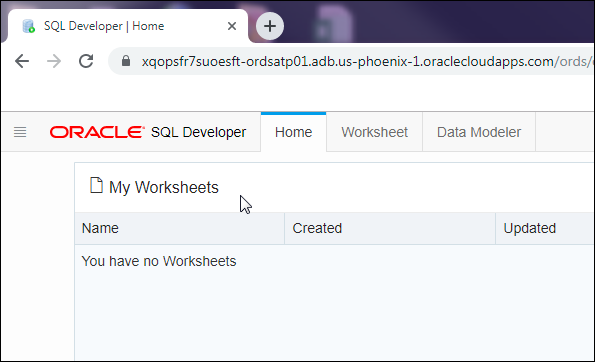 SQL Developer | Home
xqopsfr7suoesft-ordsatp01.adb.us-phoenix-1.oraclecloudapps.com/ords/
ORACLE SQL Developer Home Worksheet Data Modeler
My Worksheets
Name Created Updated
You have no Worksheets